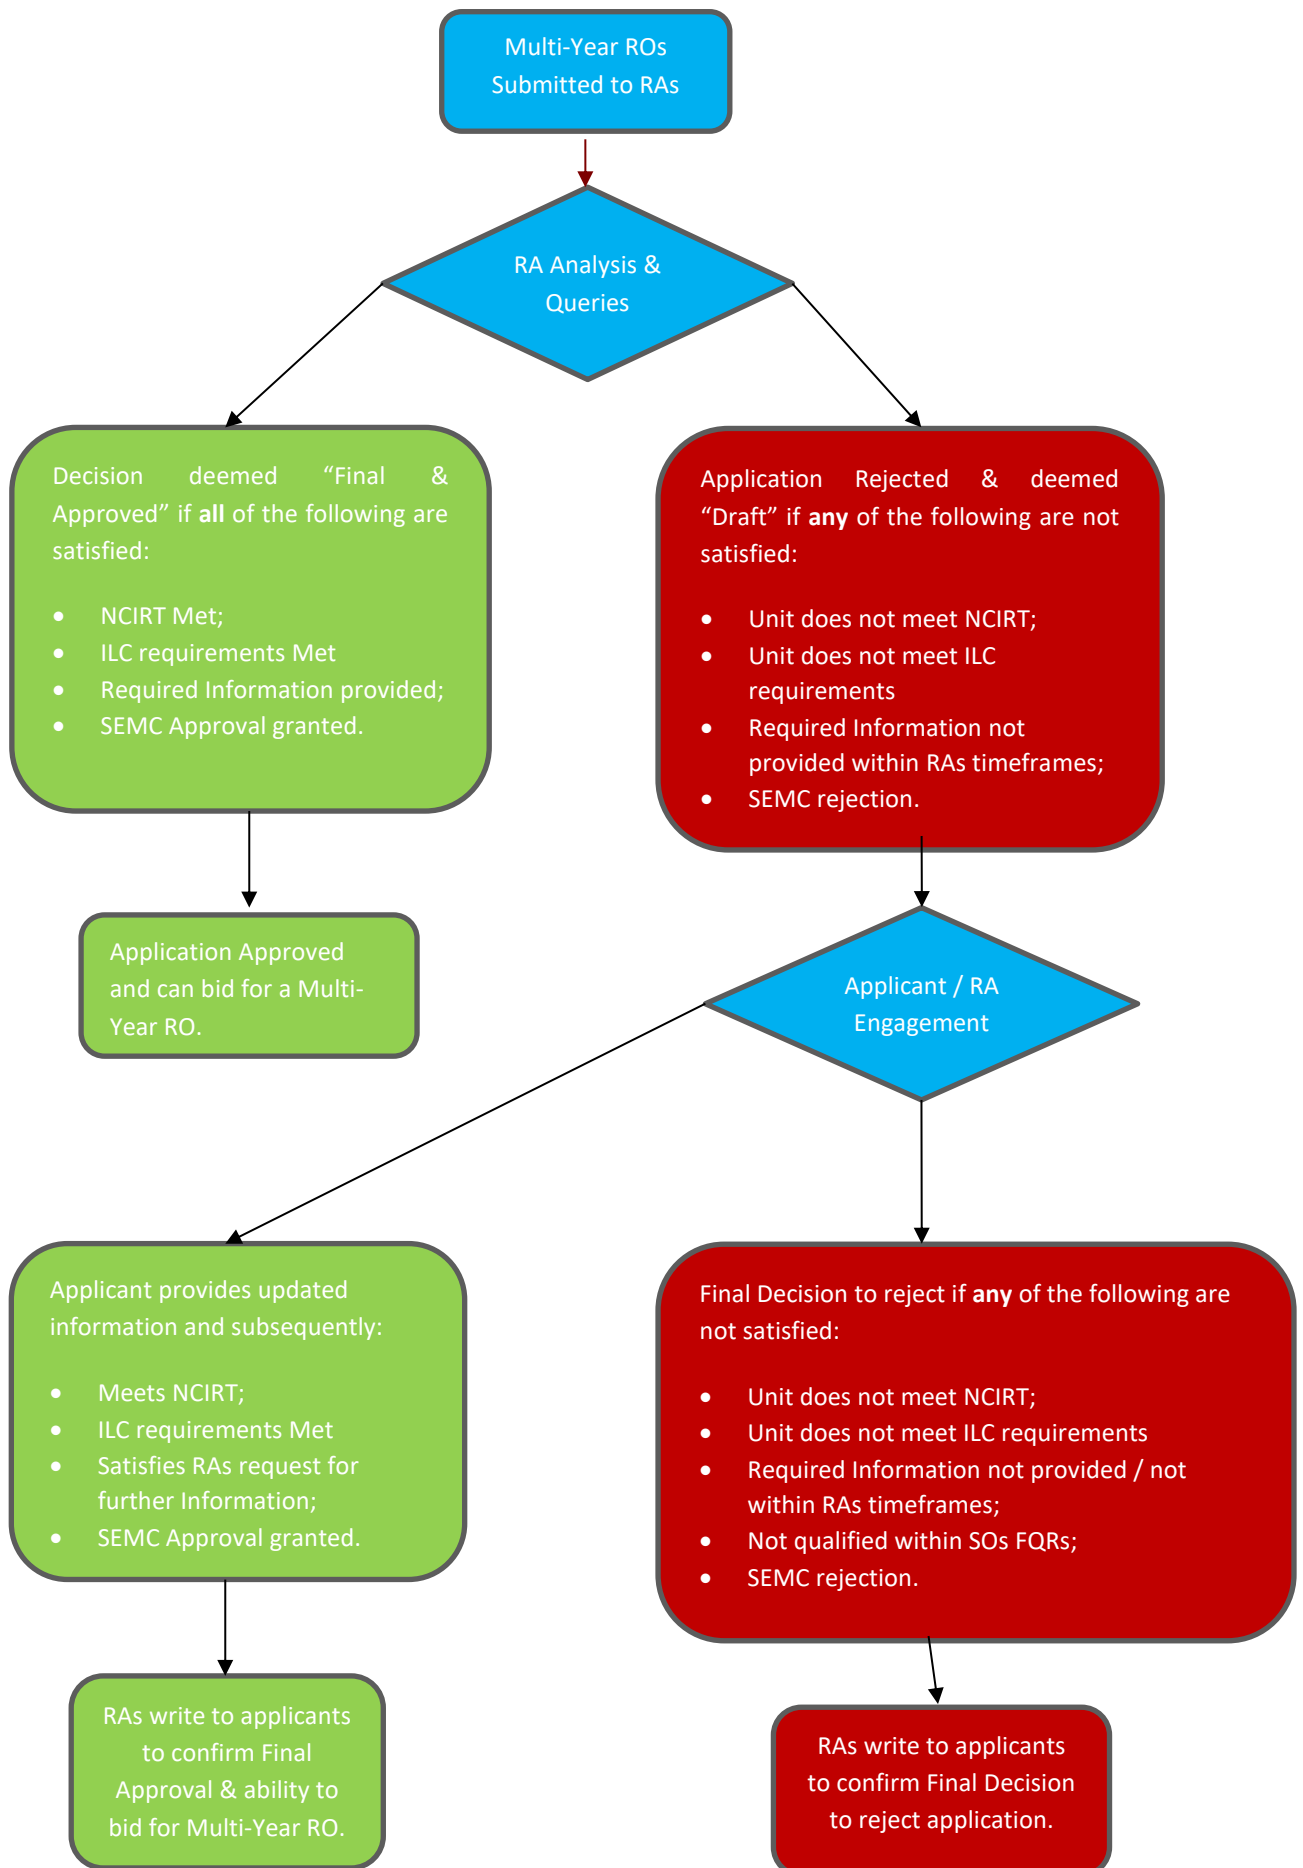 Multi-Year ROs
Submitted to RAs
RA Analysis &
Queries
Decision deemed “Final &
Approved” if all of the following are
satisfied:
• NCIRT Met;
• ILC requirements Met
• Required Information provided;
• SEMC Approval granted.
Application Rejected & deemed
“Draft” if any of the following are not
satisfied:
• Unit does not meet NCIRT;
• Unit does not meet ILC
requirements
• Required Information not
provided within RAs timeframes;
• SEMC rejection.
Application Approved
and can bid for a Multi-
Year RO.
Applicant / RA
Engagement
Applicant provides updated
information and subsequently:
• Meets NCIRT;
• ILC requirements Met
• Satisfies RAs request for
further Information;
• SEMC Approval granted.
Final Decision to reject if any of the following are
not satisfied:
• Unit does not meet NCIRT;
• Unit does not meet ILC requirements
• Required Information not provided / not
within RAs timeframes;
• Not qualified within SOs FQRs;
• SEMC rejection.
RAs write to applicants
to confirm Final
Approval & ability to
bid for Multi-Year RO.
RAs write to applicants
to confirm Final Decision
to reject application.